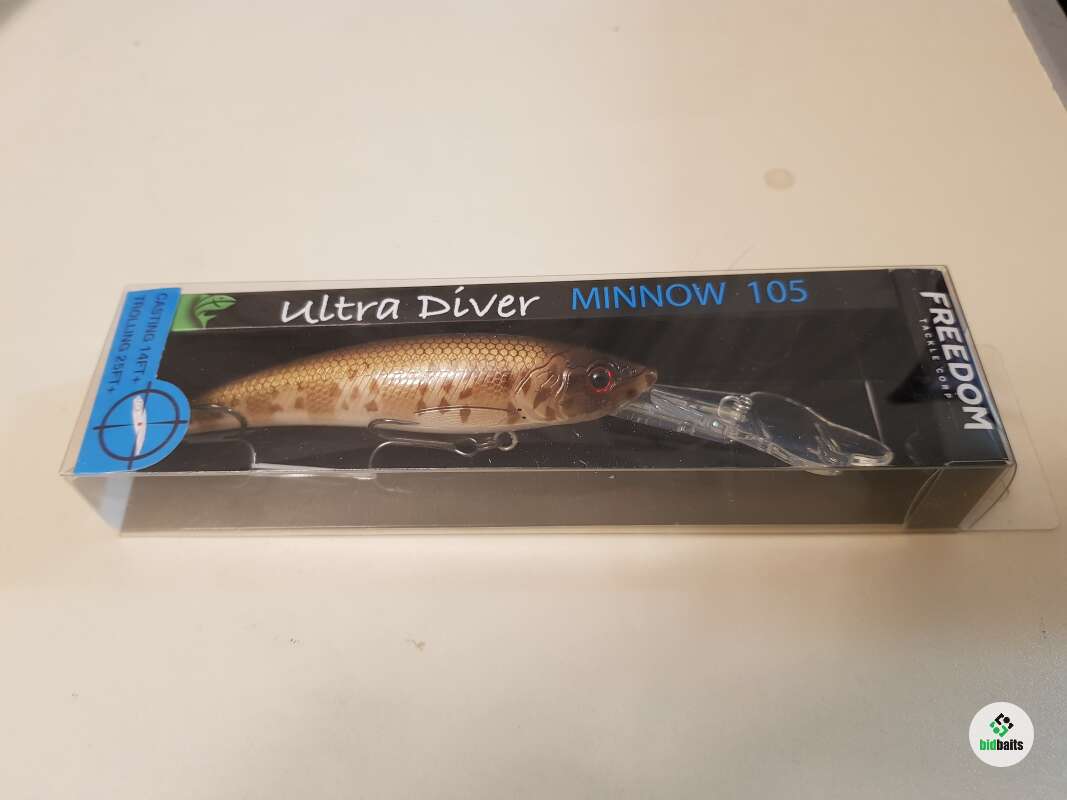 Ultra Diver MINNOW 105
CASTING 14FT+
TROLLING 25FT+
FREEDOM
TACKLE CORP
bidbaits